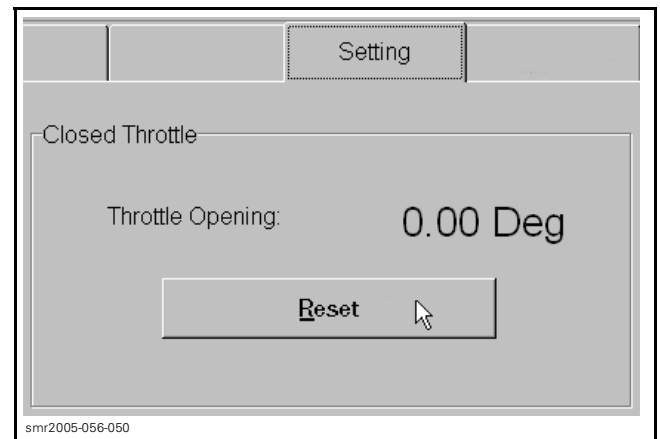 Setting
Closed Throttle
Throttle Opening: 0.00 Deg
Reset
smr2005-056-050